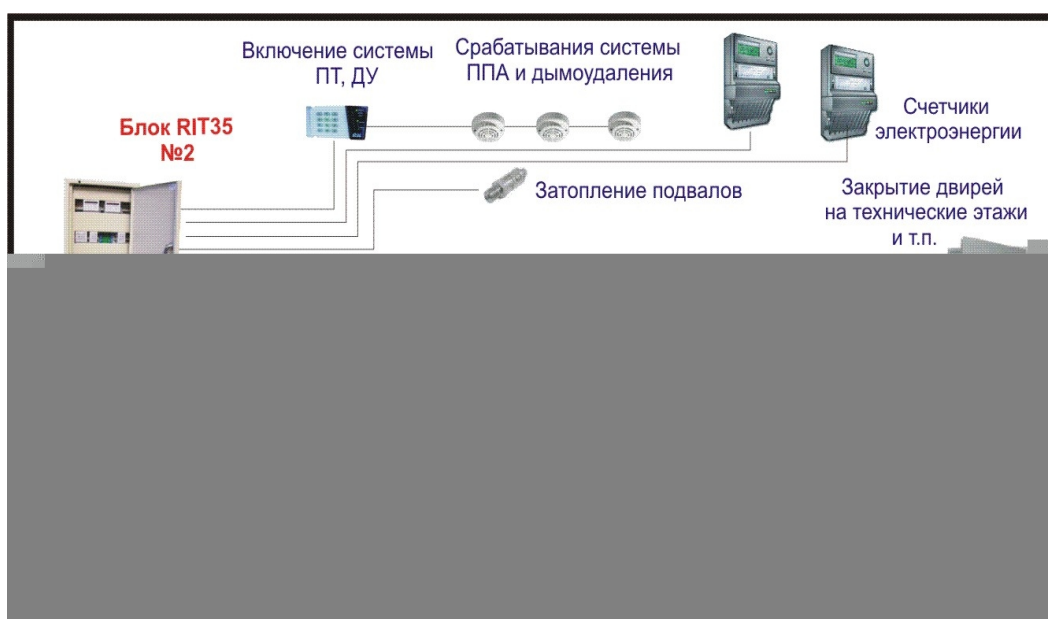 Включение системы
ПТ, ДУ
Срабатывания системы
ППА и дымоудаления
Счетчики
электроэнергии
Блок RIT35
№2
Затопление подвалов
Закрытие двирей
на технические этажи
и т.п.